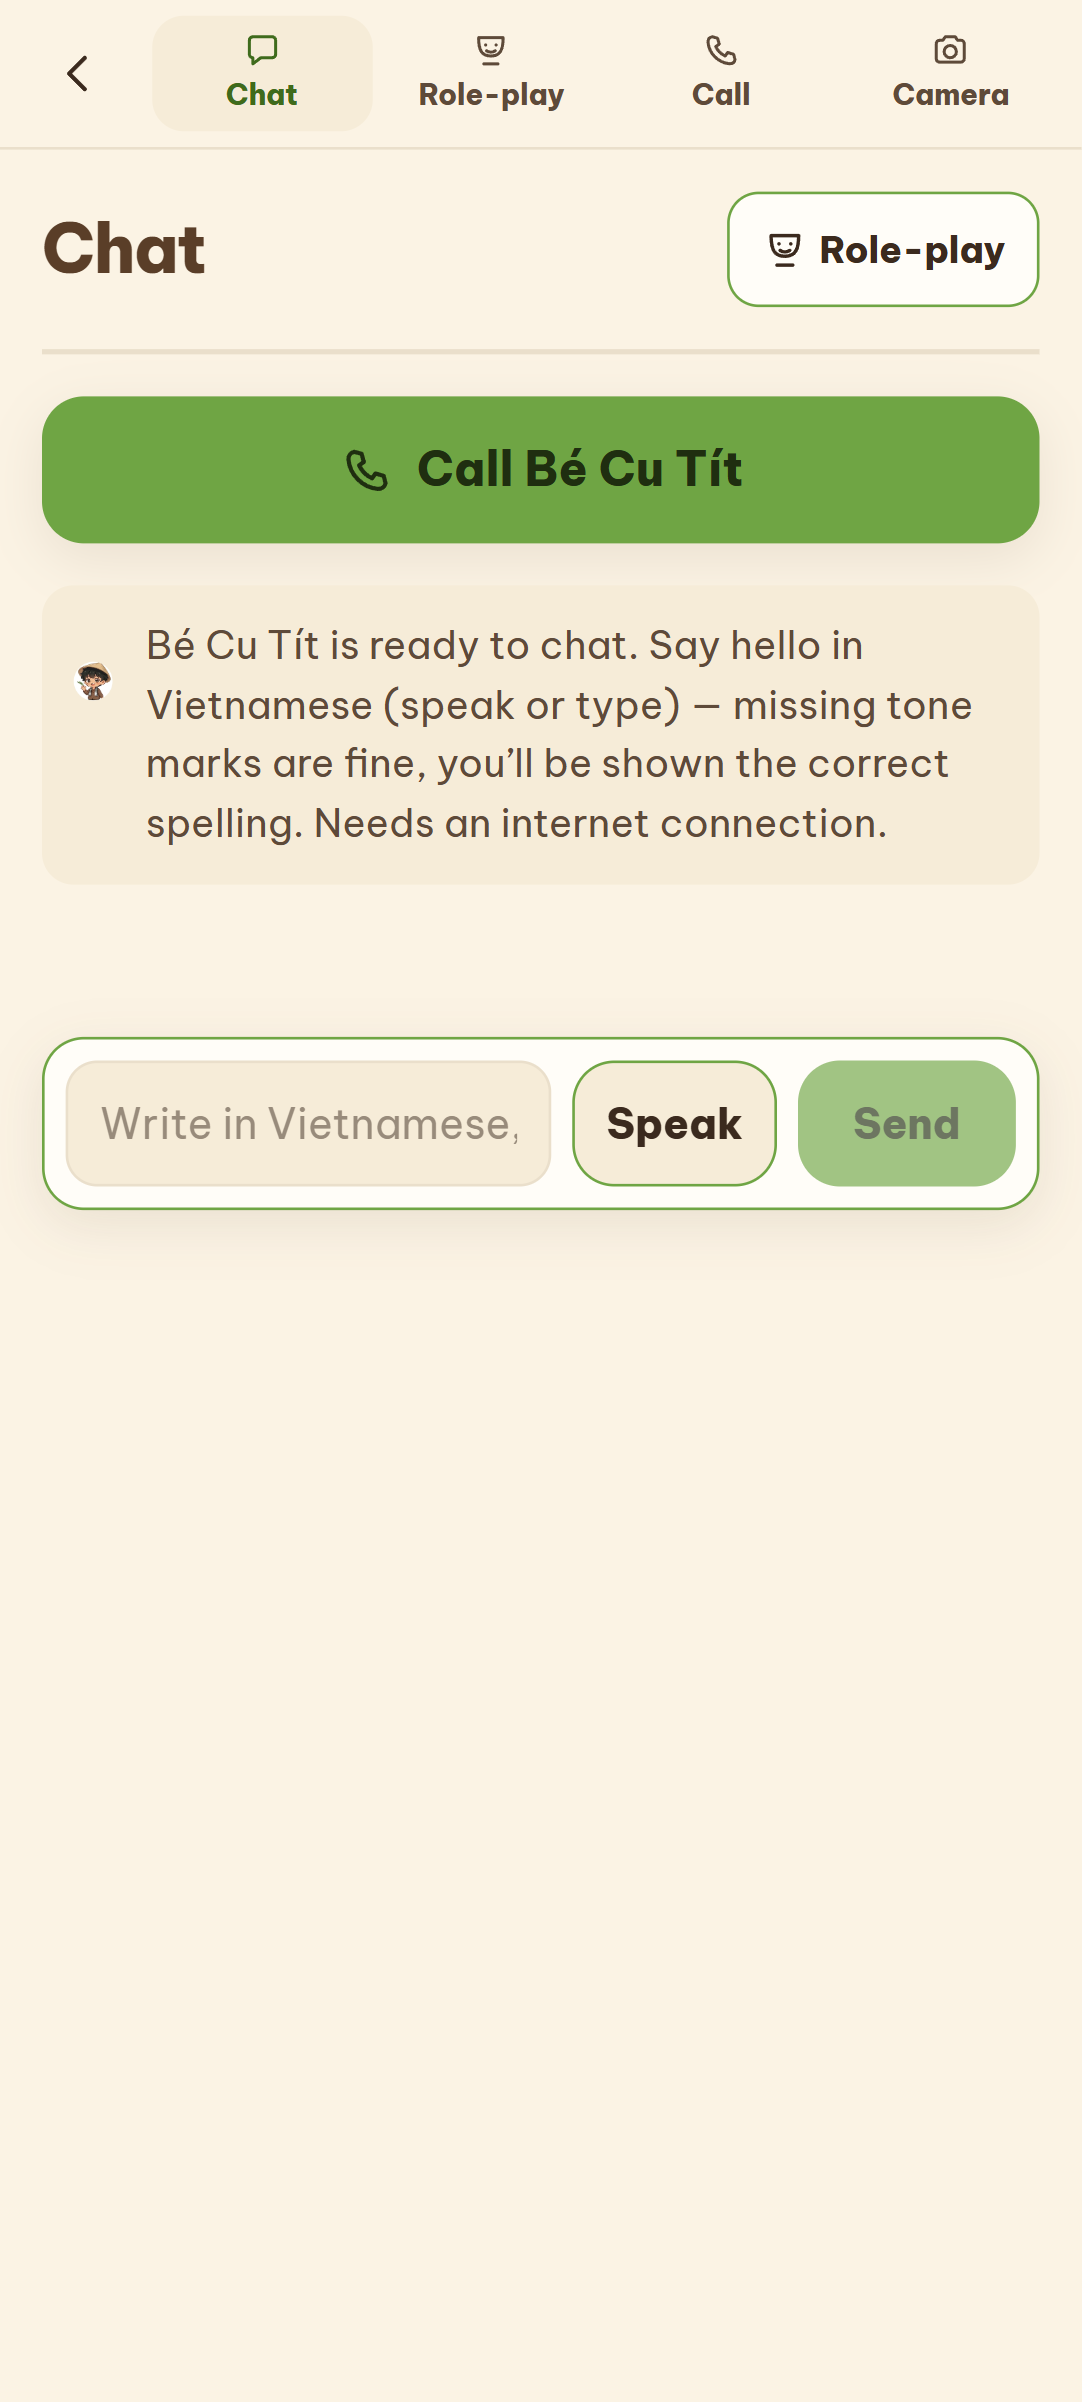 Chat
Role-play
Call
Camera
Chat
Role-play
Call Bé Cu Tít
Bé Cu Tít is ready to chat. Say hello in
Vietnamese (speak or type) — missing tone
marks are fine, you’ll be shown the correct
spelling. Needs an internet connection.
Write in Vietnamese,
Speak
Send